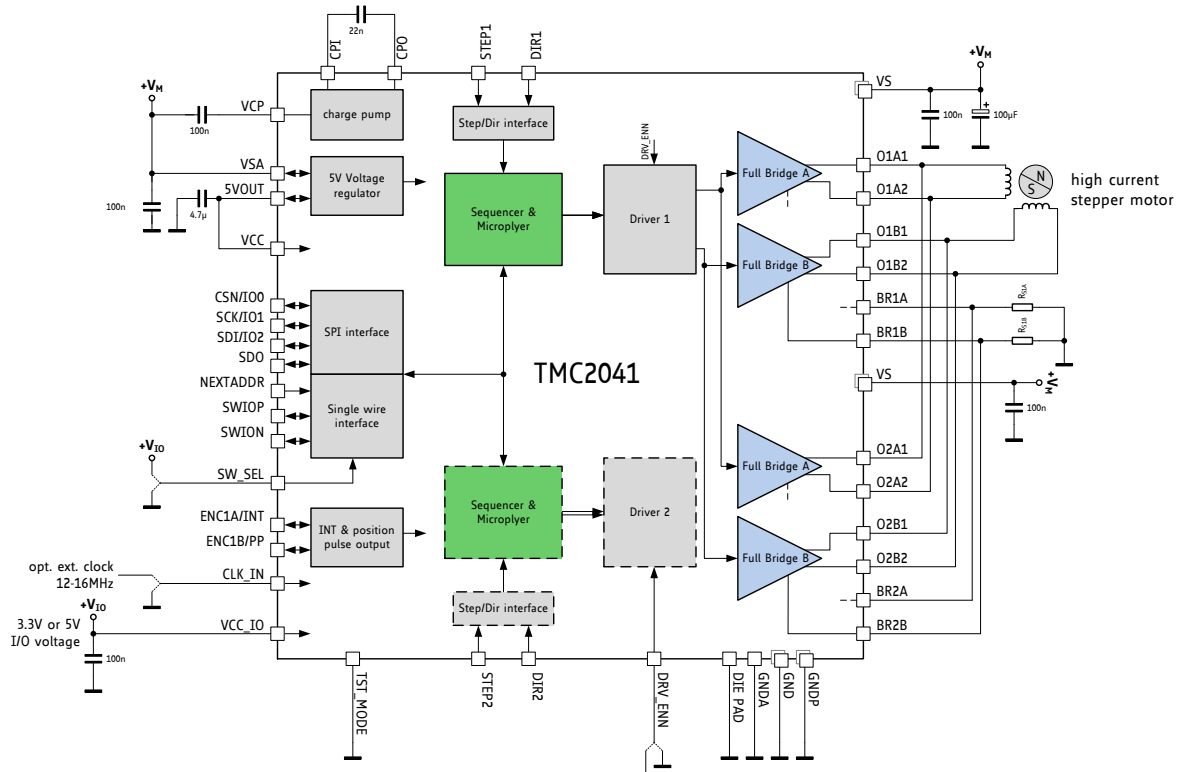 22n
CPI
CPO
STEP1
DIR1
+VM
VCP
100n
charge pump
Step/Dir interface
VSA
5VOUT
5V Voltage
regulator
100n
4.7µ
VCC
Sequencer &
Microplyer
DRV_ENN
Driver 1
Full Bridge A
Full Bridge B
+VM
VS
100n
+
100µF
O1A1
O1A2
N
S
high current
stepper motor
O1B1
O1B2
BR1A
RS1A
BR1B
RS1B
CSN/IO0
SCK/IO1
SDI/IO2
SDO
SPI interface
NEXTADDR
SWIOP
SWION
Single wire
interface
TMC2041
VS
+VM
100n
+VIO
SW_SEL
Sequencer &
Microplyer
Driver 2
Full Bridge A
Full Bridge B
O2A1
O2A2
O2B1
O2B2
BR2A
BR2B
ENC1A/INT
ENC1B/PP
INT & position
pulse output
opt. ext. clock
12-16MHz
CLK_IN
Step/Dir interface
+VIO
3.3V or 5V
I/O voltage
VCC_IO
100n
TST_MODE
STEP2
DIR2
DRV_ENN
DIE PAD
GNDA
GND
GNDP